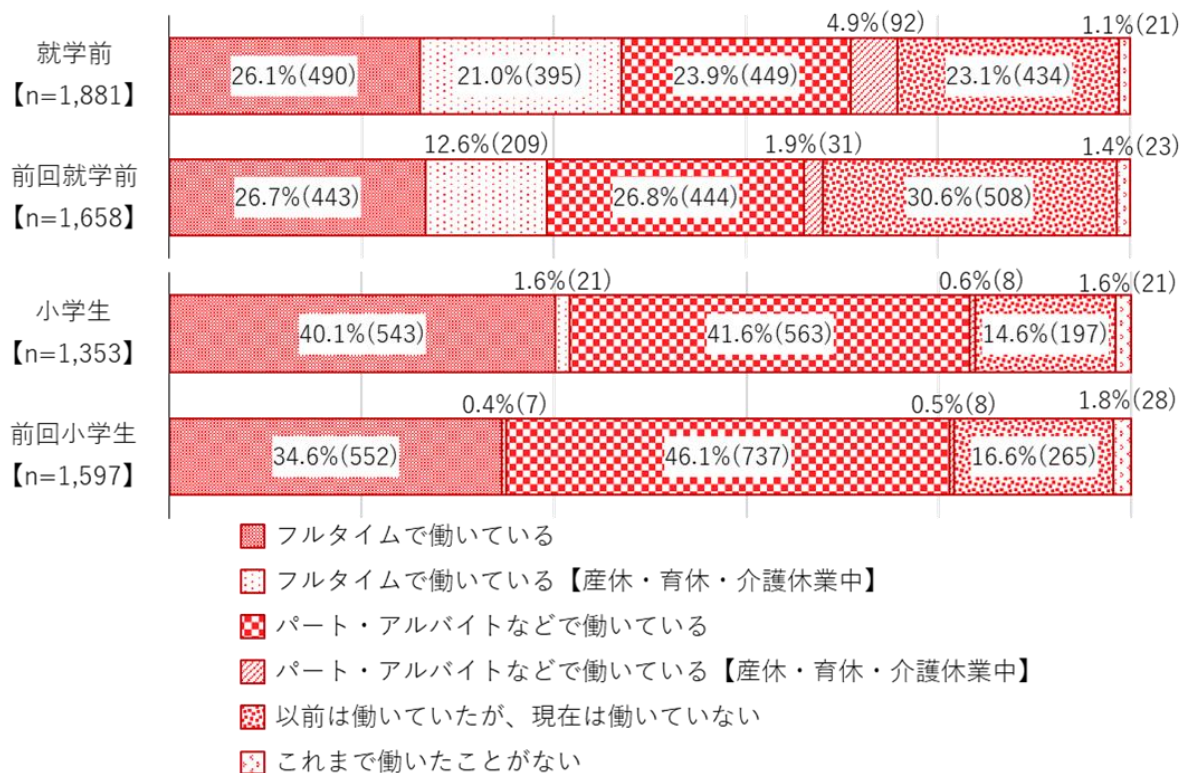 4.9%(92) 1.1%(21)
就学前
【n=1,881】
26.1%(490) 21.0%(395) 23.9%(449) 23.1%(434)
12.6%(209) 1.9%(31) 1.4%(23)
前回就学前
【n=1,658】
26.7%(443) 26.8%(444) 30.6%(508)
1.6%(21) 0.6%(8) 1.6%(21)
小学生
【n=1,353】
40.1%(543) 41.6%(563) 14.6%(197)
0.4%(7) 0.5%(8) 1.8%(28)
前回小学生
【n=1,597】
34.6%(552) 46.1%(737) 16.6%(265)
フルタイムで働いている
フルタイムで働いている【産休・育休・介護休業中】
パート・アルバイトなどで働いている
パート・アルバイトなどで働いている【産休・育休・介護休業中】
以前は働いていたが、現在は働いていない
これまで働いたことがない